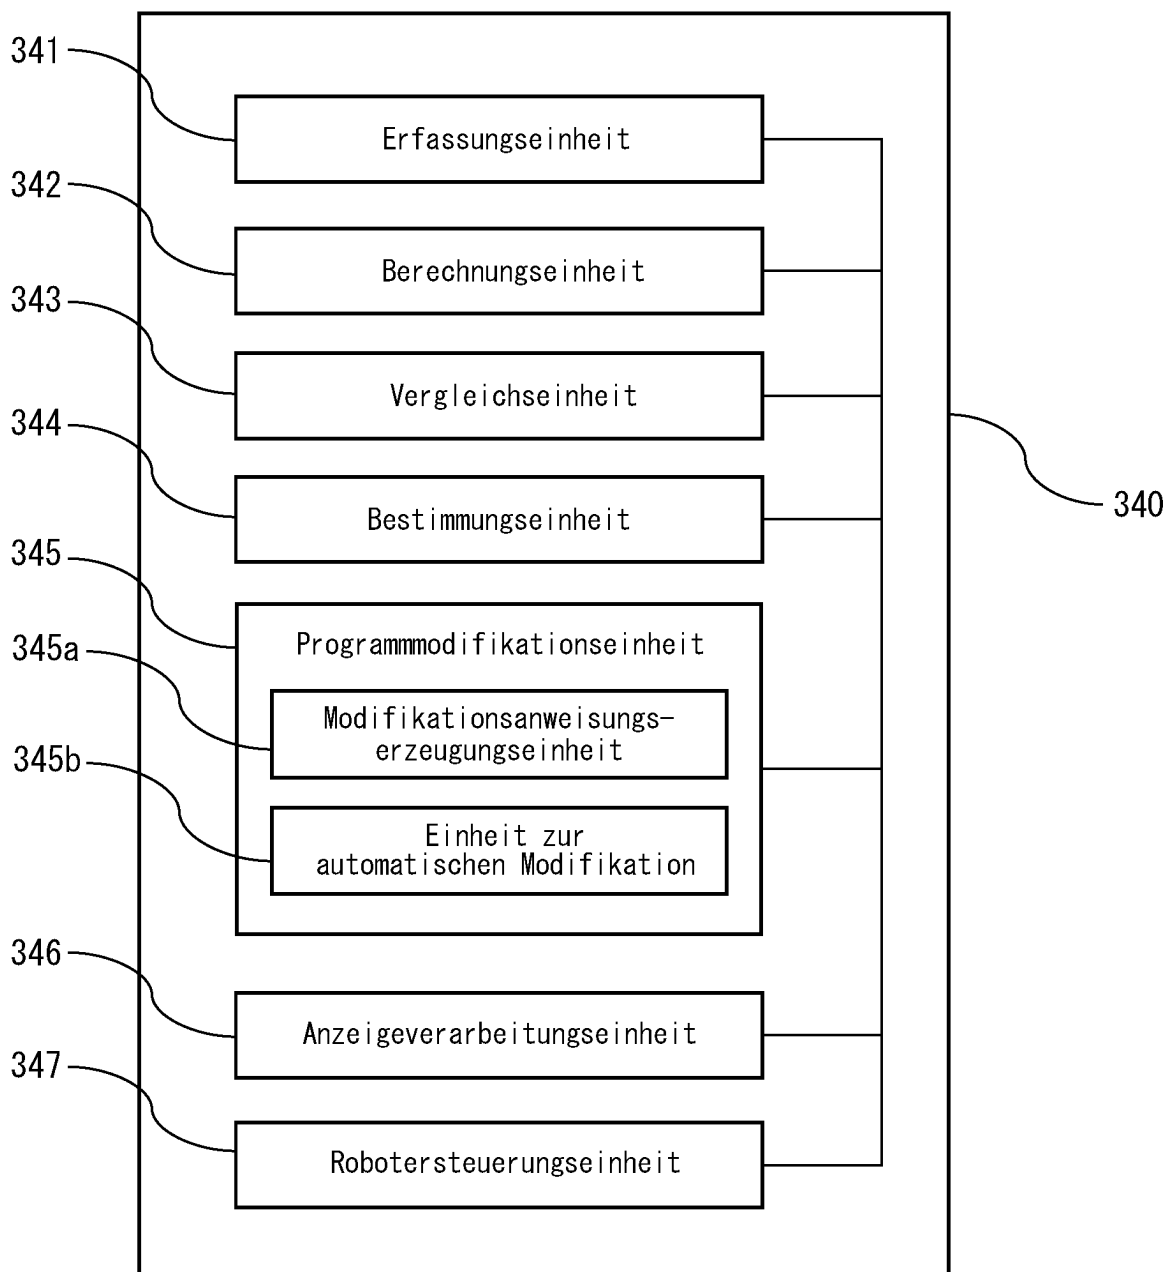 341
Erfassungseinheit
342
Berechnungseinheit
343
Vergleichseinheit
344
340
Bestimmungseinheit
345
Programmmodifikationseinheit
345a
Modifikationsanweisungs-
erzeugungseinheit
345b
Einheit zur
automatischen Modifikation
346
Anzeigeverarbeitungseinheit
347
Robotersteuerungseinheit